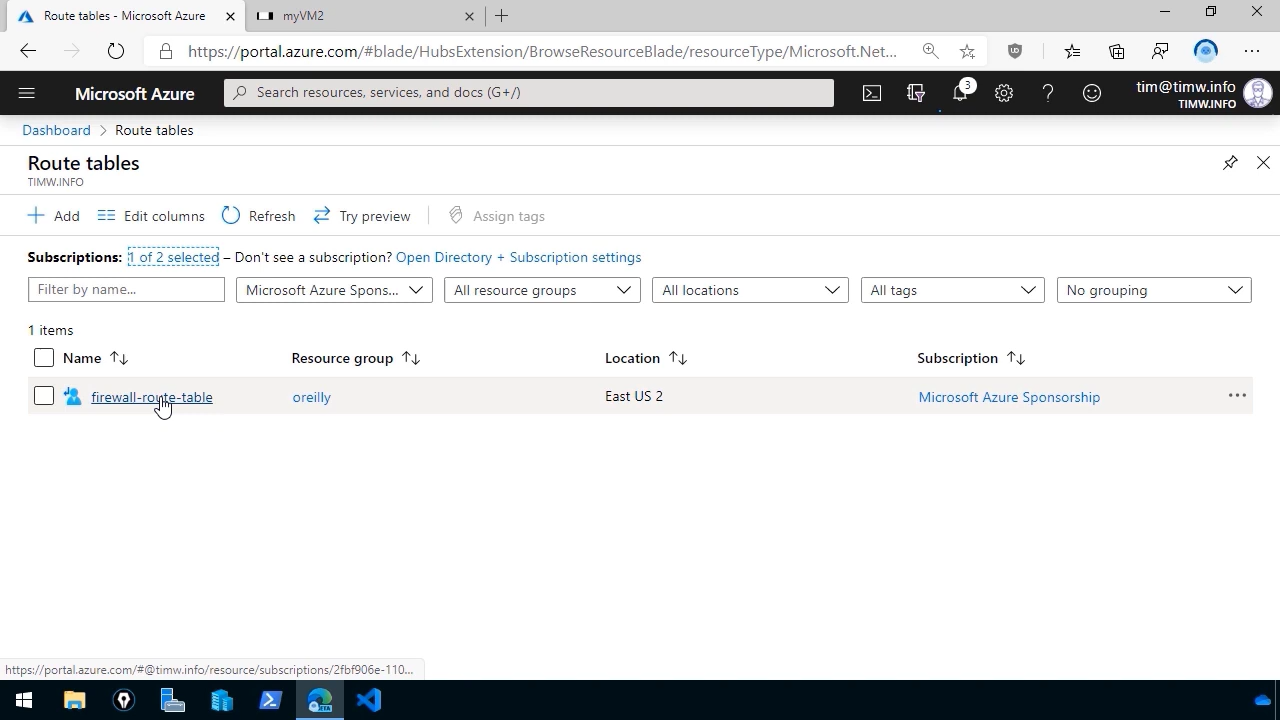 Route tables - Microsoft Azure
myVM2
https://portal.azure.com/#blade/HubsExtension/BrowseResourceBlade/resourceType/Microsoft.Net...
Microsoft Azure
Search resources, services, and docs (G+/)
3
tim@timw.info
TIMW.INFO
Dashboard > Route tables
Route tables
TIMW.INFO
Add
Edit columns
Refresh
Try preview
Assign tags
Subscriptions: 1 of 2 selected – Don't see a subscription? Open Directory + Subscription settings
Filter by name...
Microsoft Azure Spons...
All resource groups
All locations
All tags
No grouping
1 items
Name
Resource group
Location
Subscription
firewall-route-table
oreilly
East US 2
Microsoft Azure Sponsorship
https://portal.azure.com/#@timw.info/resource/subscriptions/2fbf906e-110...